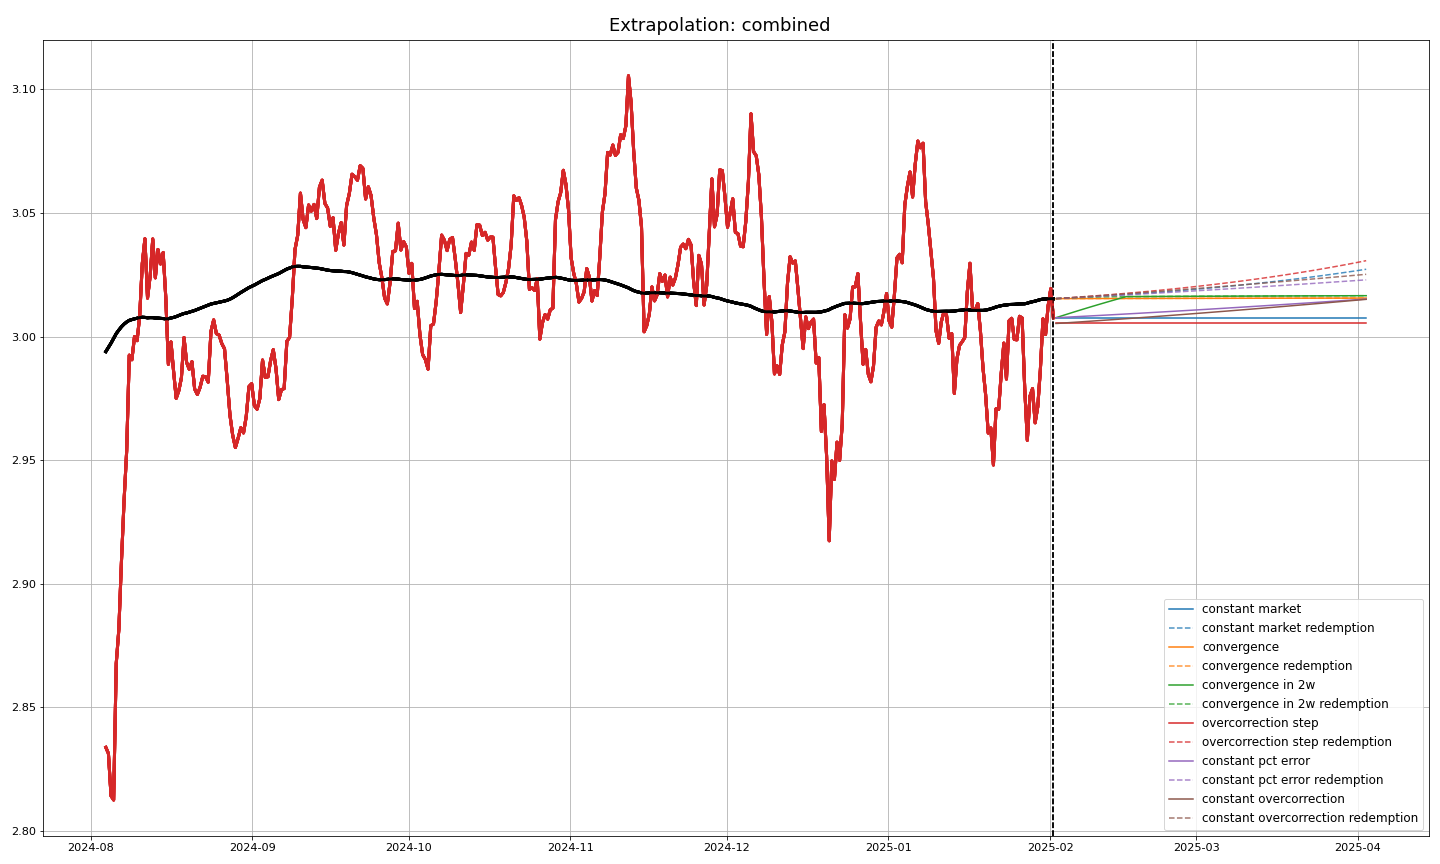 Extrapolation: combined
3.10
3.05
3.00
2.95
2.90
2.85
2.80
2024-08
2024-09
2024-10
2024-11
2024-12
2025-01
2025-02
2025-03
2025-04
constant market
constant market redemption
convergence
convergence redemption
convergence in 2w
convergence in 2w redemption
overcorrection step
overcorrection step redemption
constant pct error
constant pct error redemption
constant overcorrection
constant overcorrection redemption